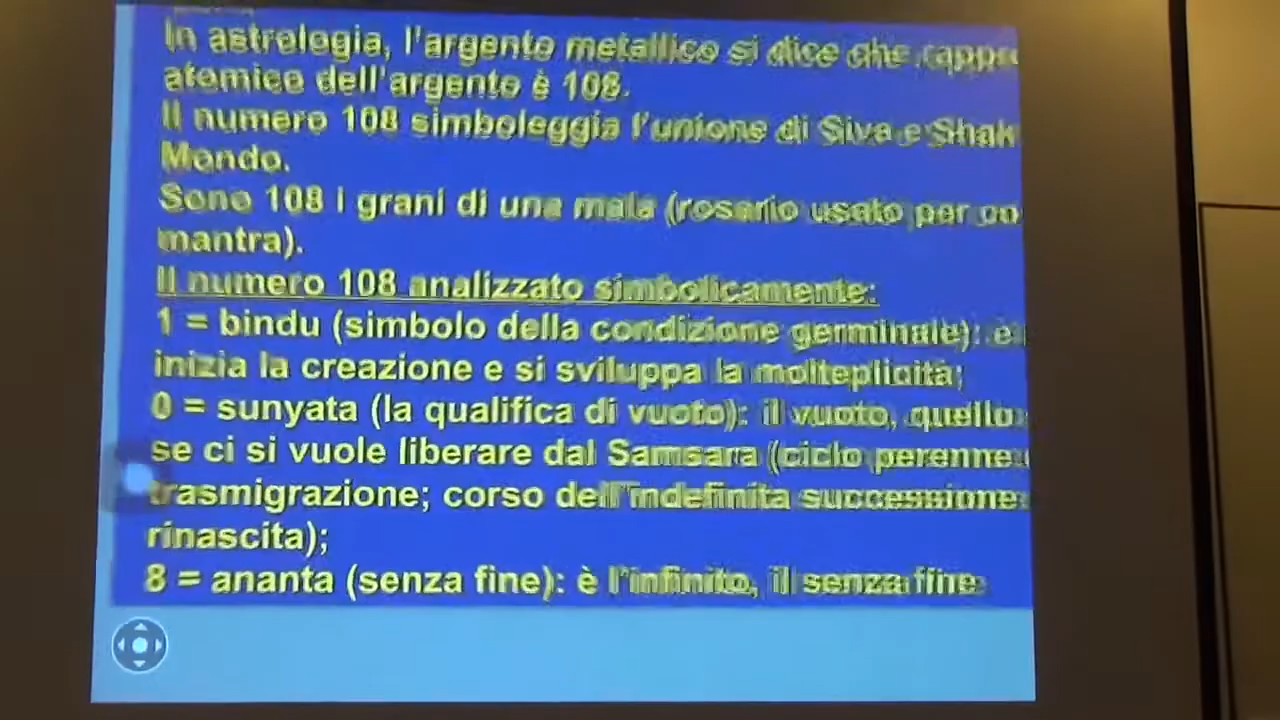 In astrologia, l'argento metallico si dice che
atomico dell'argento è 108.
Il numero 108 simboleggia l'unione di Siva e
Mondo.
Sono 108 i grani di una mala (rosario usato per
mantra).
Il numero 108 analizzato simbolicamente:
1 = bindu (simbolo della condizione germinale): è
inizia la creazione e si sviluppa la molteplicità;
0 = sunyata (la qualifica di vuoto): il vuoto, quello
se ci si vuole liberare dal Samsara (ciclo perenne
trasmigrazione; corso dell'indefinita successione
rinascita);
8 = ananta (senza fine): è l'infinito, il senza fine